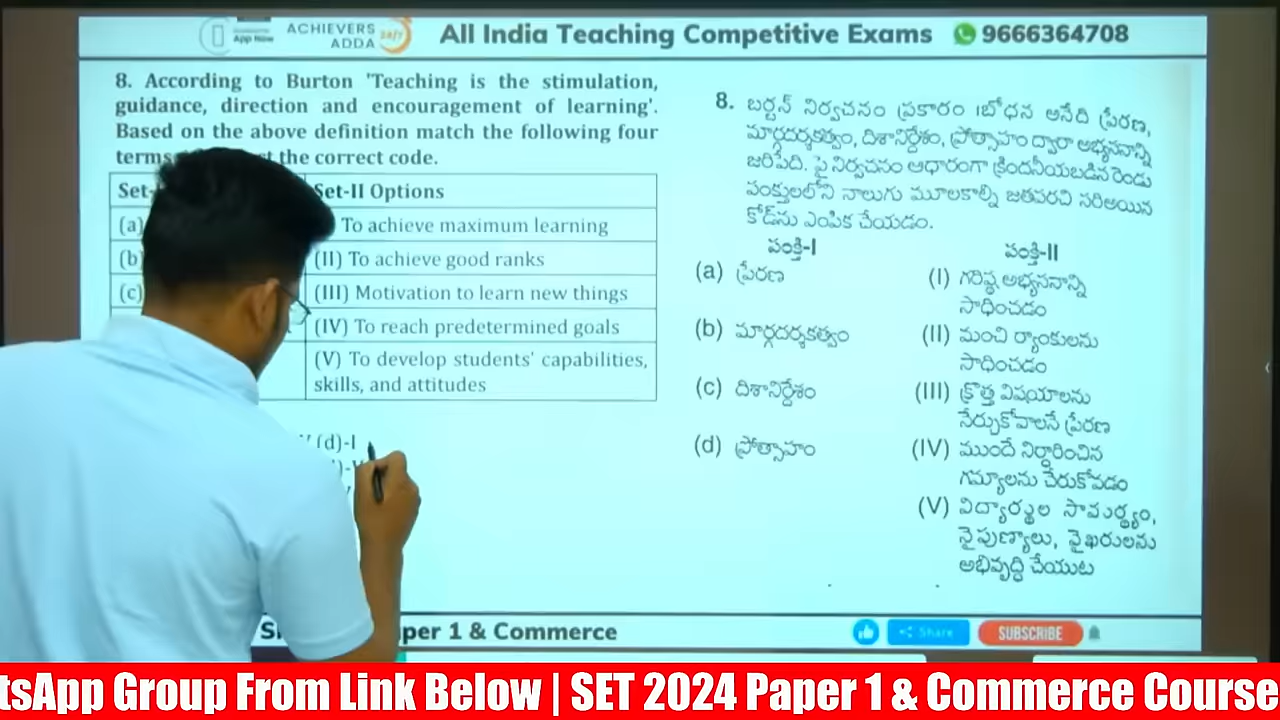 App Now
ACHIEVERS
ADDA 24/7
All India Teaching Competitive Exams
9666364708
8. According to Burton 'Teaching is the stimulation,
guidance, direction and encouragement of learning'.
Based on the above definition match the following four
terms the correct code.
Set- Set-II Options
(a) To achieve maximum learning
(b) (II) To achieve good ranks
(c) (III) Motivation to learn new things
(IV) To reach predetermined goals
(V) To develop students' capabilities,
skills, and attitudes
(d)-I
8. బర్టన్ నిర్వచనం ప్రకారం 'బోధన అనేది ప్రేరణ,
మార్గదర్శకత్వం, దిశానిర్దేశం, ప్రోత్సాహం ద్వారా అభ్యసనాన్ని
జరిపేది. పై నిర్వచనం ఆధారంగా క్రిందనీయబడిన రెండు
పంక్తులలోని నాలుగు మూలకాల్ని జతపరచి సరిఅయిన
కోడ్‌ను ఎంపిక చేయడం.
పంక్తి-I పంక్తి-II
(a) ప్రేరణ (I) గరిష్ఠ అభ్యసనాన్ని
సాధించడం
(b) మార్గదర్శకత్వం (II) మంచి ర్యాంకులను
సాధించడం
(c) దిశానిర్దేశం (III) క్రొత్త విషయాలను
నేర్చుకోవాలనే ప్రేరణ
(d) ప్రోత్సాహం (IV) ముందే నిర్ధారించిన
గమ్యాలను చేరుకోవడం
(V) విద్యార్థుల సామర్థ్యం,
నైపుణ్యాలు, వైఖరులను
అభివృద్ధి చేయుట
per 1 & Commerce
Share
SUBSCRIBE
tsApp Group From Link Below | SET 2024 Paper 1 & Commerce Course